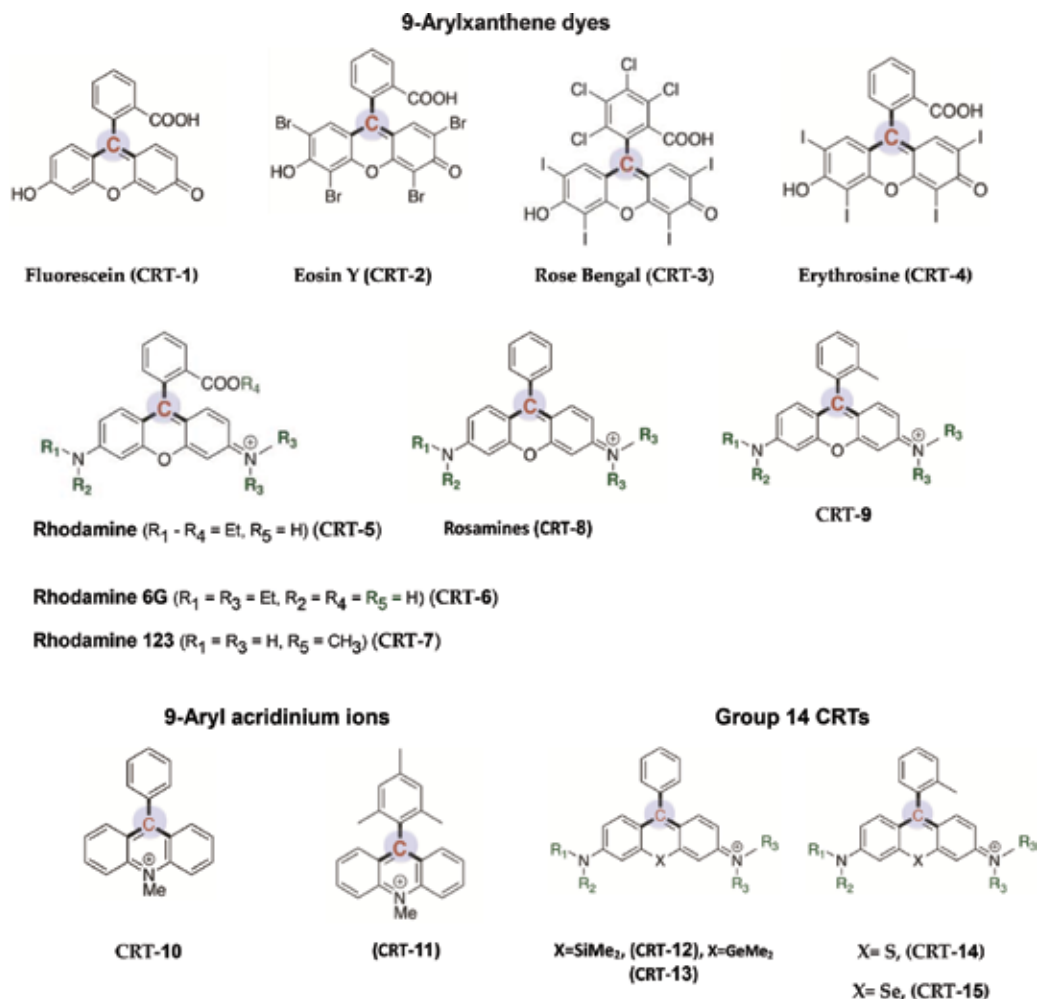 9-Arylxanthene dyes
COOH
C
HO
O
O
Fluorescein (CRT-1)
COOH
Br
C
Br
HO
O
O
Br
Br
Eosin Y (CRT-2)
Cl
Cl
Cl
Cl
COOH
I
C
I
HO
O
O
I
I
Rose Bengal (CRT-3)
COOH
I
C
I
HO
O
O
I
I
Erythrosine (CRT-4)
COOR4
C
R1
N
R2
O
⊕
N
R3
R3
C
R1
N
R2
O
⊕
N
R3
R3
C
R1
N
R2
O
⊕
N
R3
R3
Rhodamine (R1 - R4 = Et, R5 = H) (CRT-5)
Rosamines (CRT-8)
CRT-9
Rhodamine 6G (R1 = R3 = Et, R2 = R4 = R5 = H) (CRT-6)
Rhodamine 123 (R1 = R3 = H, R5 = CH3) (CRT-7)
9-Aryl acridinium ions
Group 14 CRTs
C
⊕
N
Me
CRT-10
C
⊕
N
Me
(CRT-11)
C
R1
N
R2
X
⊕
N
R3
R3
X=SiMe2, (CRT-12), X=GeMe2
(CRT-13)
C
R1
N
R2
X
⊕
N
R3
R3
X= S, (CRT-14)
X= Se, (CRT-15)